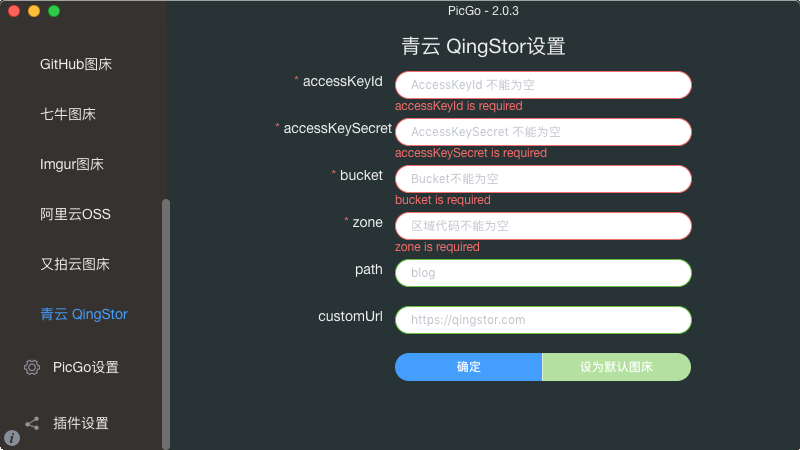 PicGo - 2.0.3
GitHub图床
七牛图床
Imgur图床
阿里云OSS
又拍云图床
青云 QingStor
PicGo设置
插件设置
i
青云 QingStor设置
* accessKeyId
AccessKeyId 不能为空
accessKeyId is required
* accessKeySecret
AccessKeySecret 不能为空
accessKeySecret is required
* bucket
Bucket不能为空
bucket is required
* zone
区域代码不能为空
zone is required
path
blog
customUrl
https://qingstor.com
确定
设为默认图床